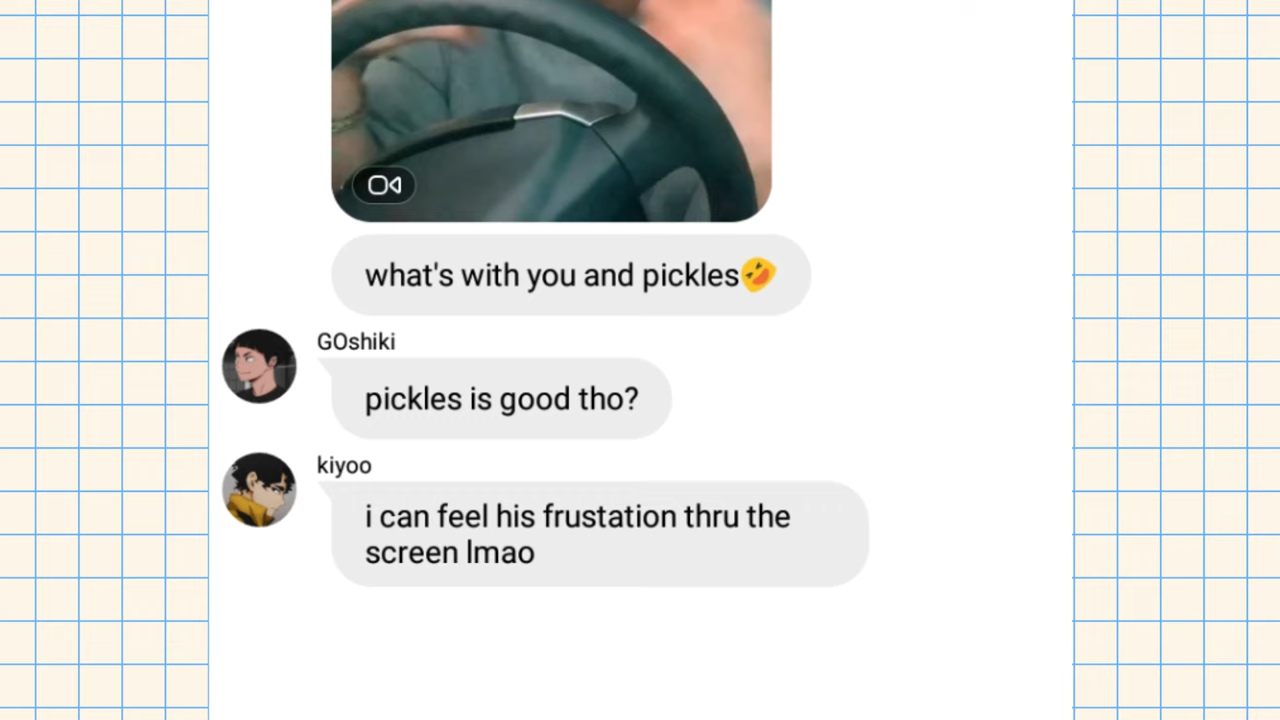 what's with you and pickles🤣
GOshiki
pickles is good tho?
kiyoo
i can feel his frustation thru the
screen lmao